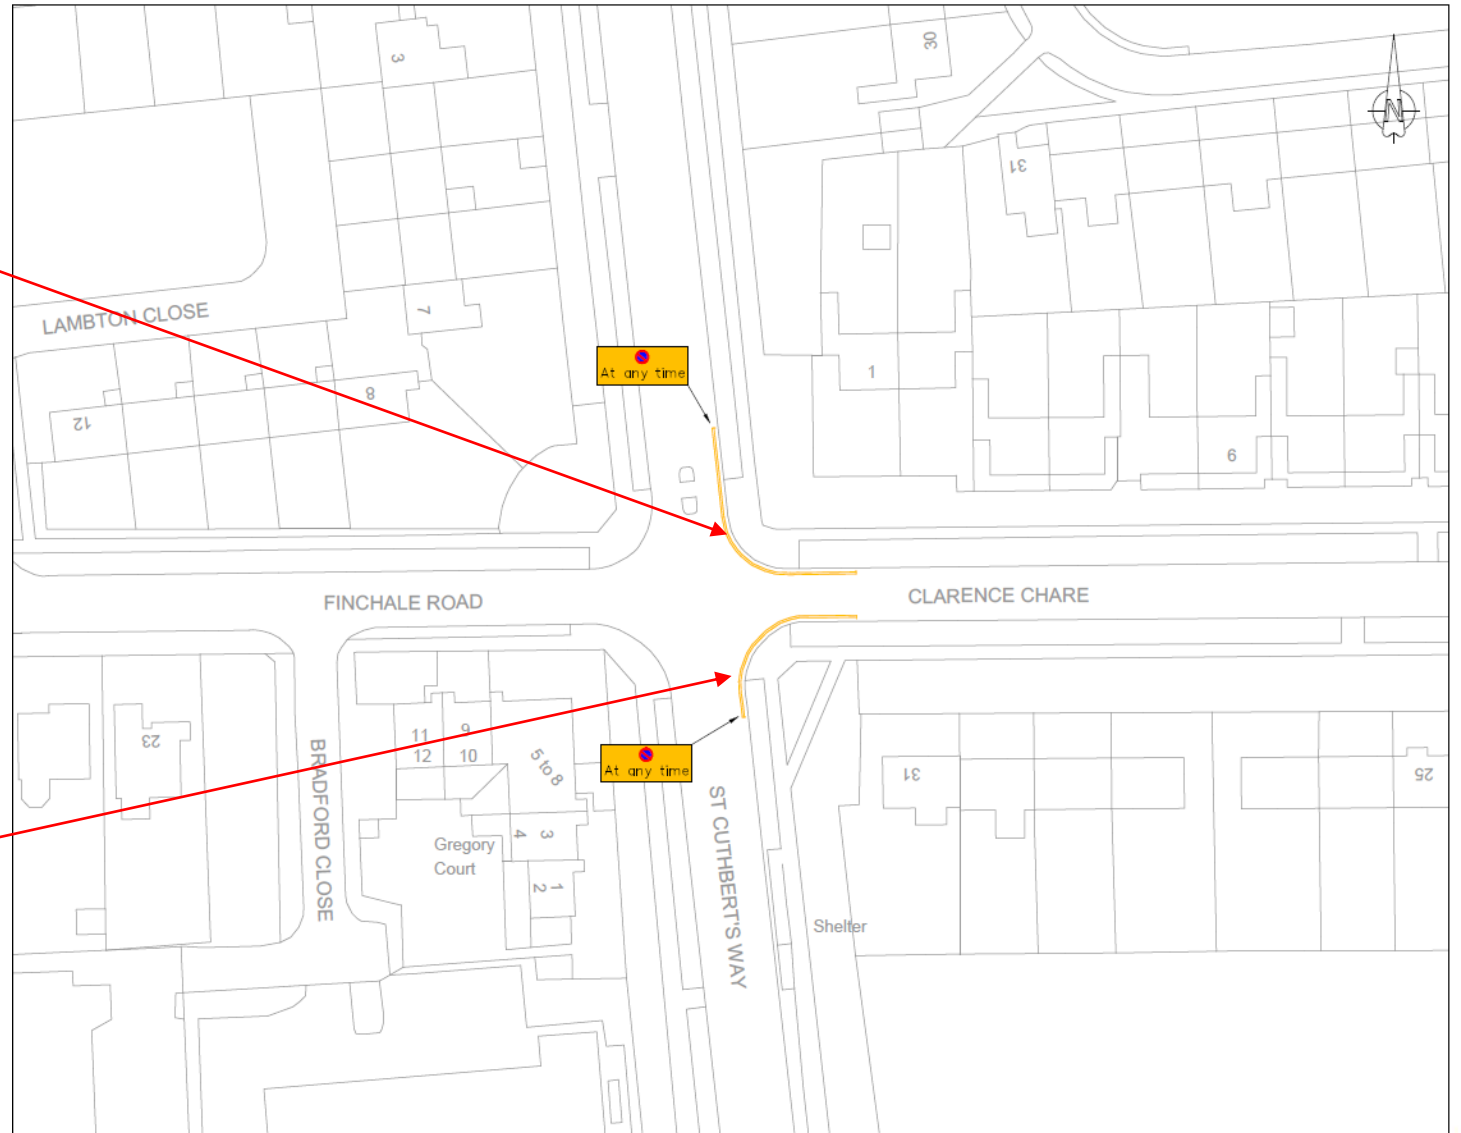 3
30
N
31
LAMBTON CLOSE
7
At any time
1
8
12
6
FINCHALE ROAD
CLARENCE CHARE
23
11
12
9
10
5 to 8
BRADFORD CLOSE
At any time
31
25
ST CUTHBERT'S WAY
4
3
Gregory
Court
2
1
Shelter